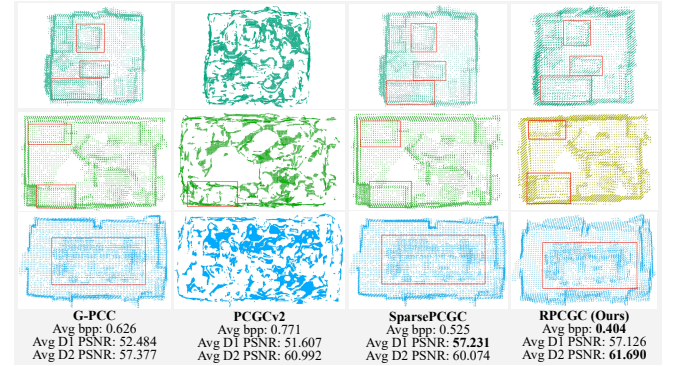 G-PCC
Avg bpp: 0.626
Avg D1 PSNR: 52.484
Avg D2 PSNR: 57.377
PCGCv2
Avg bpp: 0.771
Avg D1 PSNR: 51.607
Avg D2 PSNR: 60.992
SparsePCGC
Avg bpp: 0.525
Avg D1 PSNR: 57.231
Avg D2 PSNR: 60.074
RPCGC (Ours)
Avg bpp: 0.404
Avg D1 PSNR: 57.126
Avg D2 PSNR: 61.690